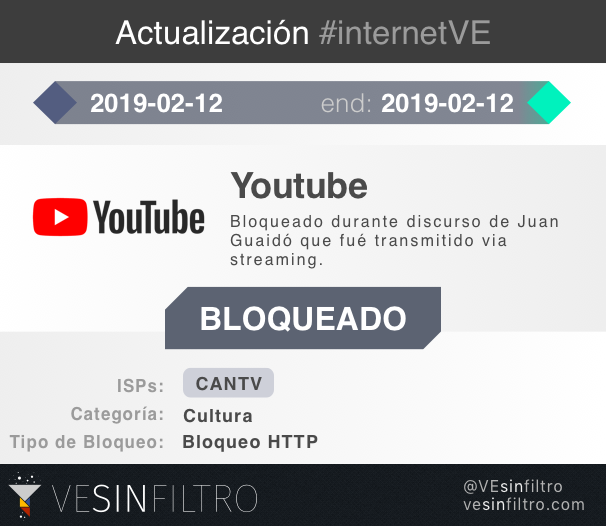 Actualización #internetVE
2019-02-12 end: 2019-02-12
YouTube
Youtube
Bloqueado durante discurso de Juan
Guaidó que fué transmitido via
streaming.
BLOQUEADO
ISPs: CANTV
Categoría: Cultura
Tipo de Bloqueo: Bloqueo HTTP
VESINFILTRO
@VEsinfiltro
vesinfiltro.com